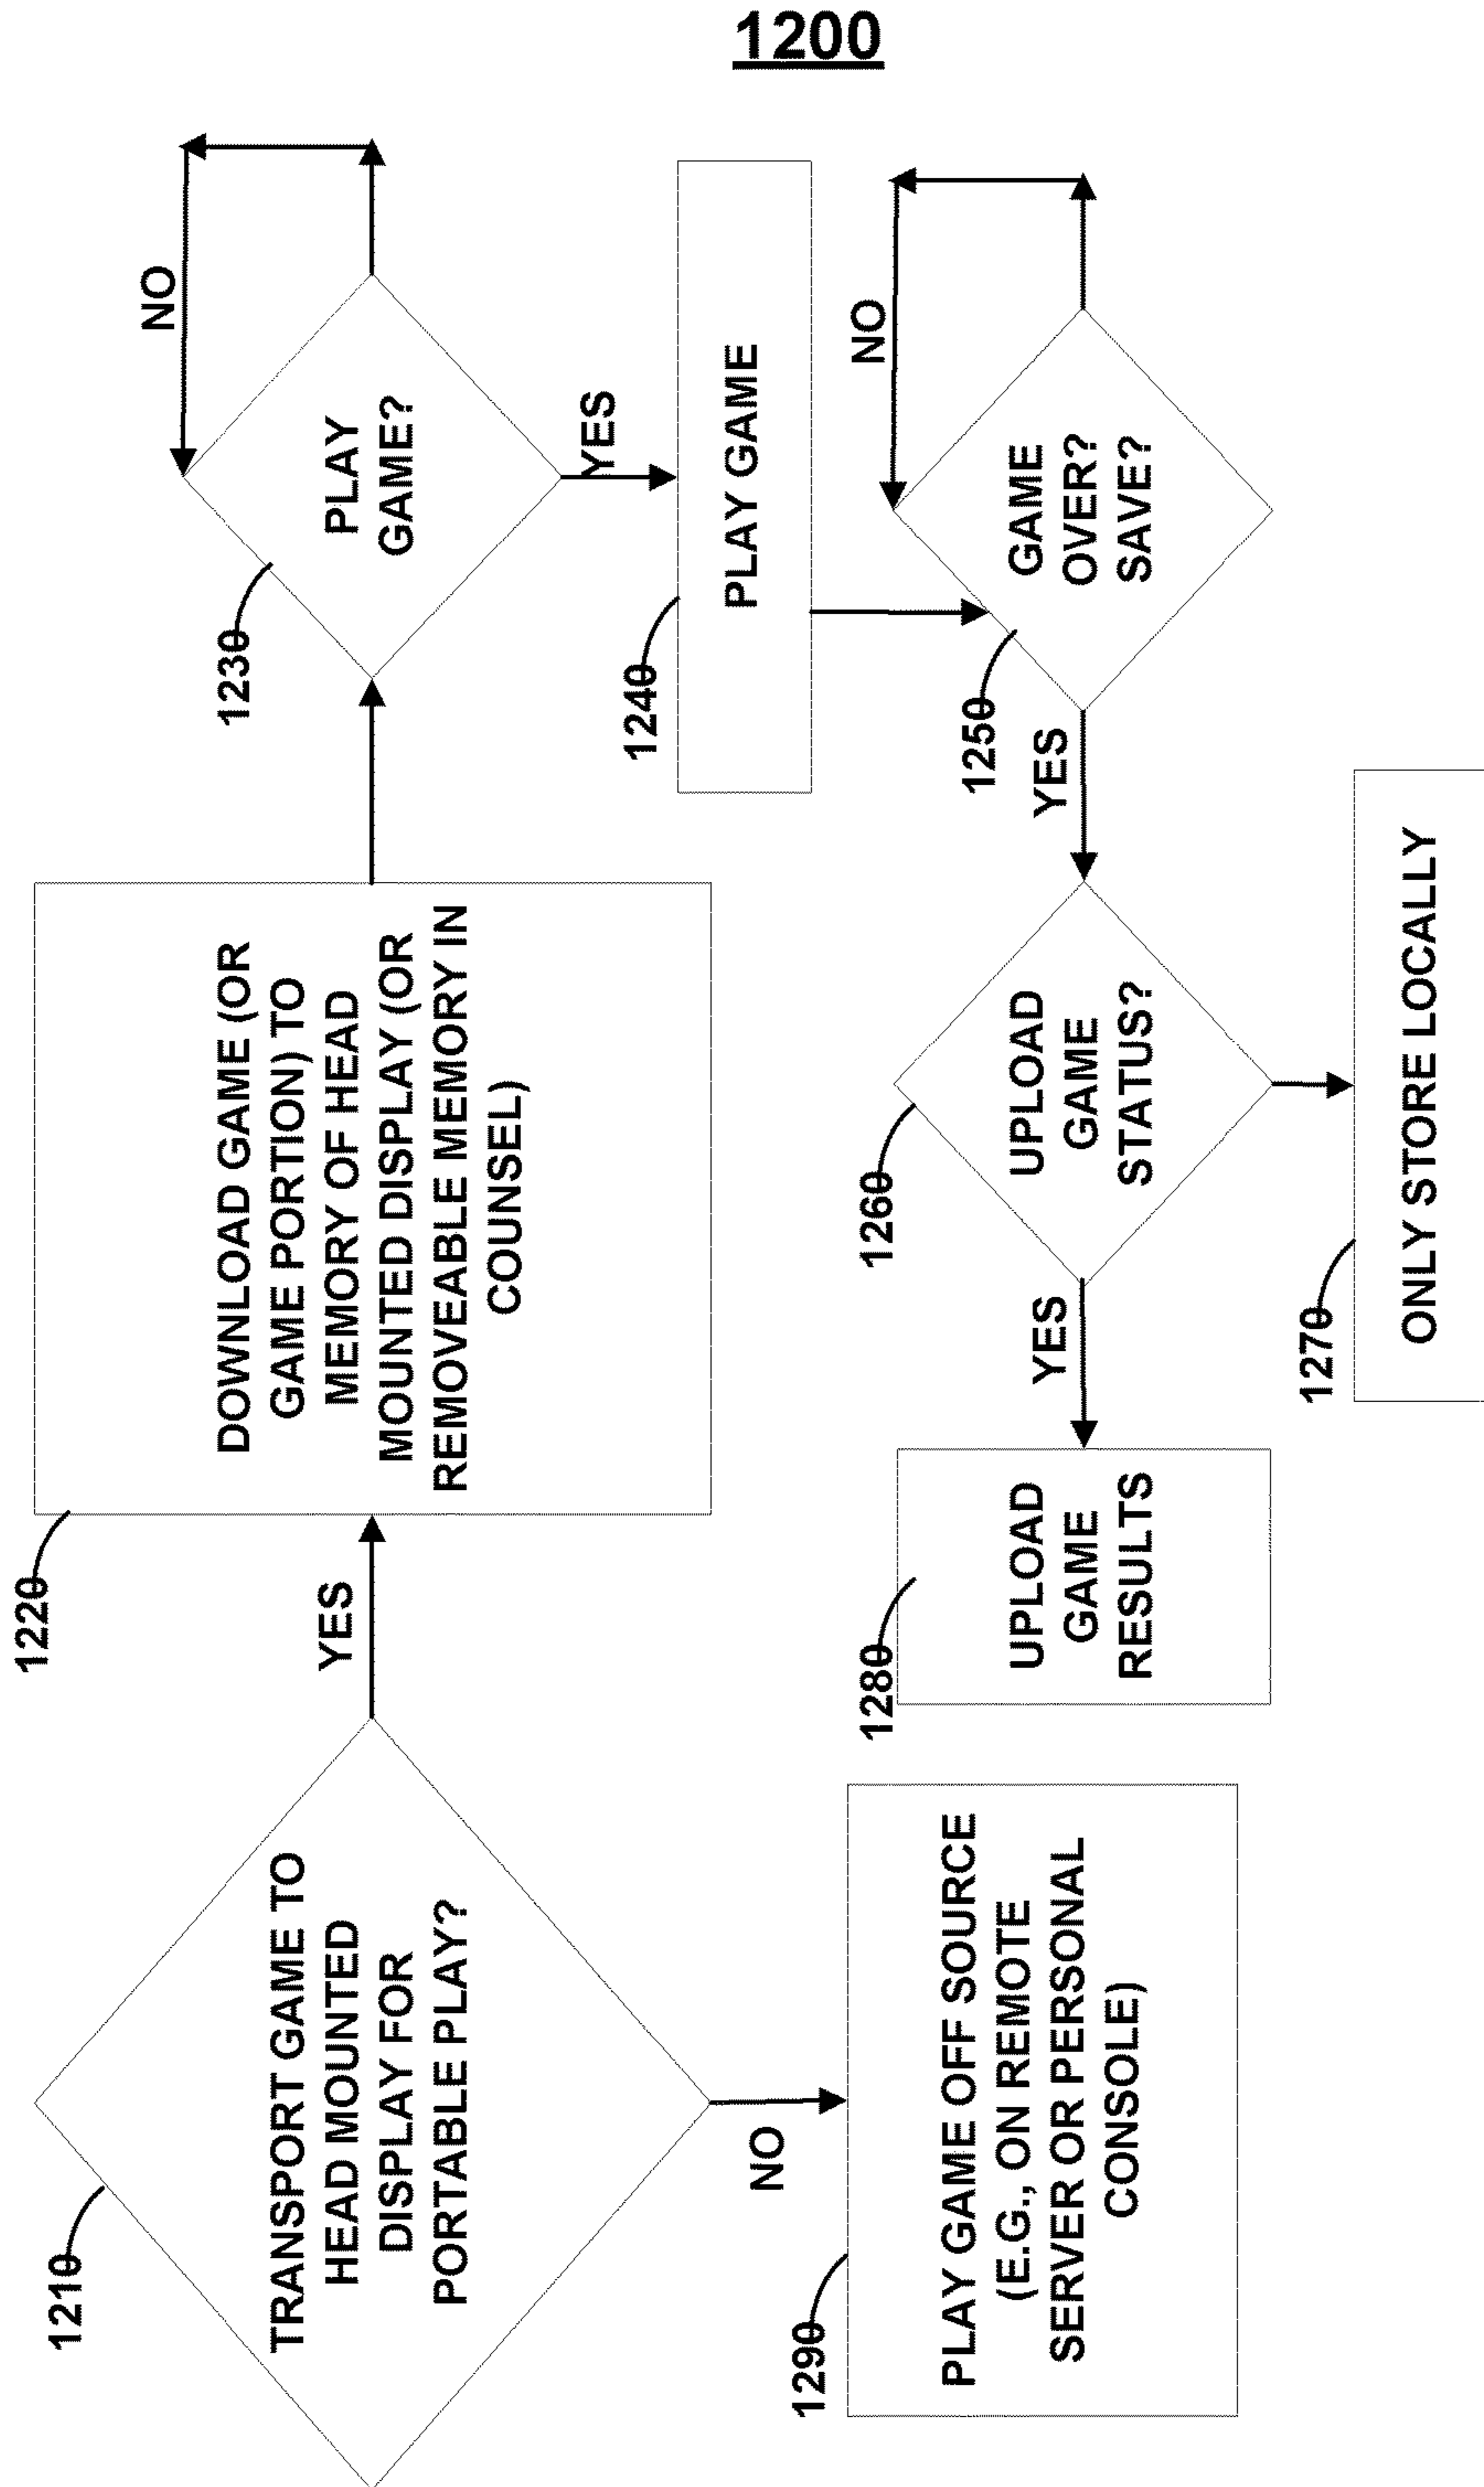 1200
1210
TRANSPORT GAME TO
HEAD MOUNTED
DISPLAY FOR
PORTABLE PLAY?
YES
NO
1220
DOWNLOAD GAME (OR
GAME PORTION) TO
MEMORY OF HEAD
MOUNTED DISPLAY (OR
REMOVEABLE MEMORY IN
COUNSEL)
1230
PLAY
GAME?
NO
YES
1240
PLAY GAME
1250
GAME
OVER?
SAVE?
NO
YES
1260
UPLOAD
GAME
STATUS?
YES
1270
ONLY STORE LOCALLY
1280
UPLOAD
GAME
RESULTS
1290
PLAY GAME OFF SOURCE
(E.G., ON REMOTE
SERVER OR PERSONAL
CONSOLE)